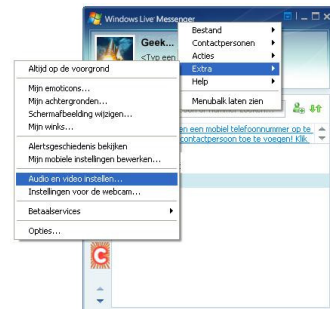 Windows Live Messenger
Geek...
<Typ een
Bestand
Contactpersonen
Acties
Extra
Help
Menubalk laten zien
Altijd op de voorgrond
Mijn emoticons...
Mijn achtergronden...
Schermafbeelding wijzigen...
Mijn winks...
Alertsgeschiedenis bekijken
Mijn mobiele instellingen bewerken...
Audio en video instellen...
Instellingen voor de webcam...
Betaalservices
Opties...
en een mobiel telefoonnummer op te
contactpersoon toe te voegen! Klik